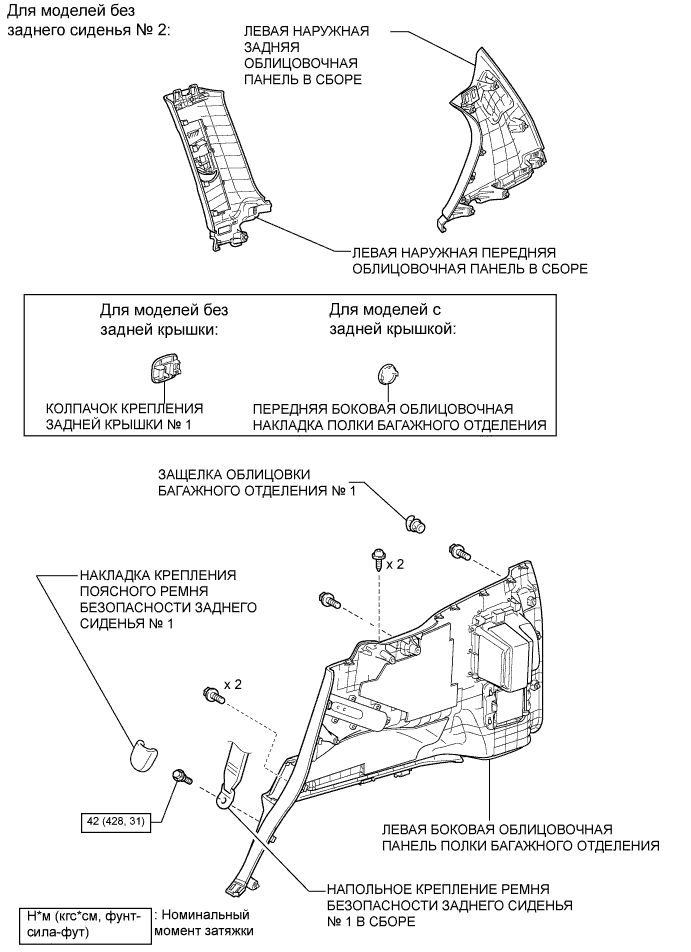 Для моделей без
заднего сиденья № 2:
ЛЕВАЯ НАРУЖНАЯ
ЗАДНЯЯ
ОБЛИЦОВОЧНАЯ
ПАНЕЛЬ В СБОРЕ
ЛЕВАЯ НАРУЖНАЯ ПЕРЕДНЯЯ
ОБЛИЦОВОЧНАЯ ПАНЕЛЬ В СБОРЕ
Для моделей без
задней крышки:
Для моделей с
задней крышкой:
КОЛПАЧОК КРЕПЛЕНИЯ
ЗАДНЕЙ КРЫШКИ № 1
ПЕРЕДНЯЯ БОКОВАЯ ОБЛИЦОВОЧНАЯ
НАКЛАДКА ПОЛКИ БАГАЖНОГО ОТДЕЛЕНИЯ
ЗАЩЕЛКА ОБЛИЦОВКИ
БАГАЖНОГО ОТДЕЛЕНИЯ № 1
x 2
НАКЛАДКА КРЕПЛЕНИЯ
ПОЯСНОГО РЕМНЯ
БЕЗОПАСНОСТИ ЗАДНЕГО
СИДЕНЬЯ № 1
x 2
42 (428, 31)
ЛЕВАЯ БОКОВАЯ ОБЛИЦОВОЧНАЯ
ПАНЕЛЬ ПОЛКИ БАГАЖНОГО ОТДЕЛЕНИЯ
НАПОЛЬНОЕ КРЕПЛЕНИЕ РЕМНЯ
БЕЗОПАСНОСТИ ЗАДНЕГО СИДЕНЬЯ
№ 1 В СБОРЕ
Н*м (кгс*см, фунт-
сила-фут)
: Номинальный
момент затяжки